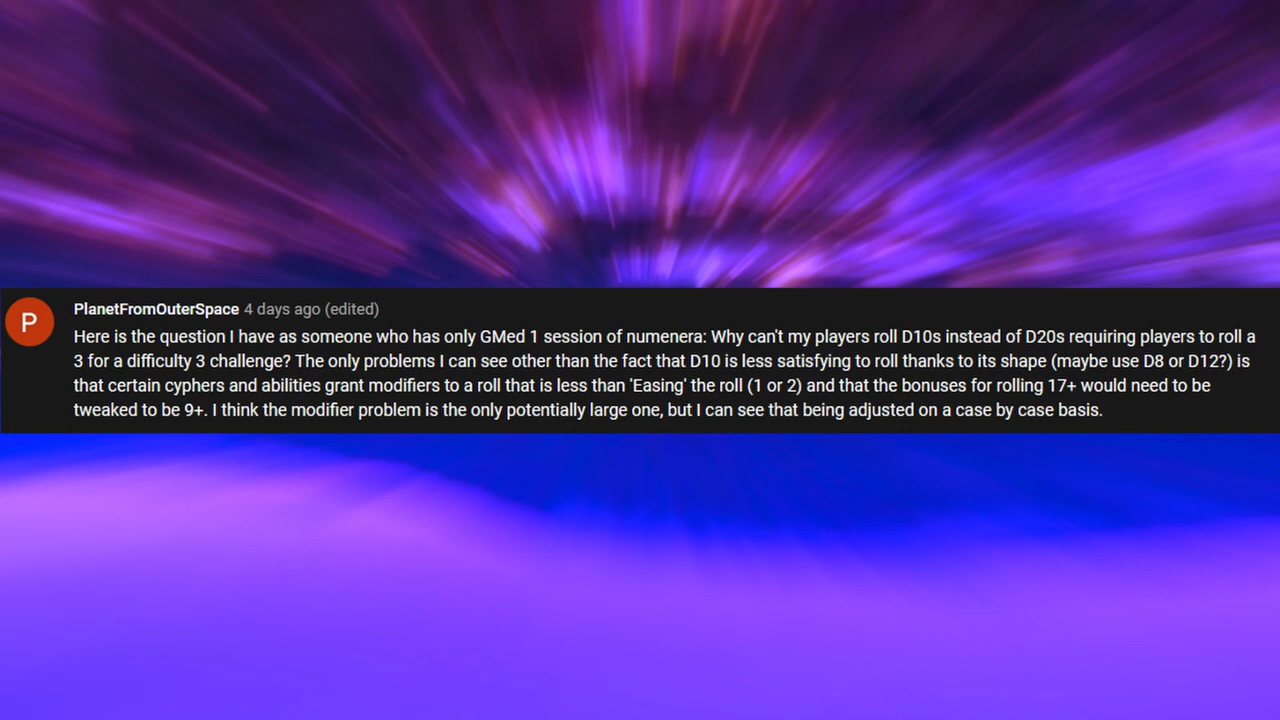 P
PlanetFromOuterSpace 4 days ago (edited)
Here is the question I have as someone who has only GMed 1 session of numenera: Why can't my players roll D10s instead of D20s requiring players to roll a
3 for a difficulty 3 challenge? The only problems I can see other than the fact that D10 is less satisfying to roll thanks to its shape (maybe use D8 or D12?) is
that certain cyphers and abilities grant modifiers to a roll that is less than 'Easing' the roll (1 or 2) and that the bonuses for rolling 17+ would need to be
tweaked to be 9+. I think the modifier problem is the only potentially large one, but I can see that being adjusted on a case by case basis.